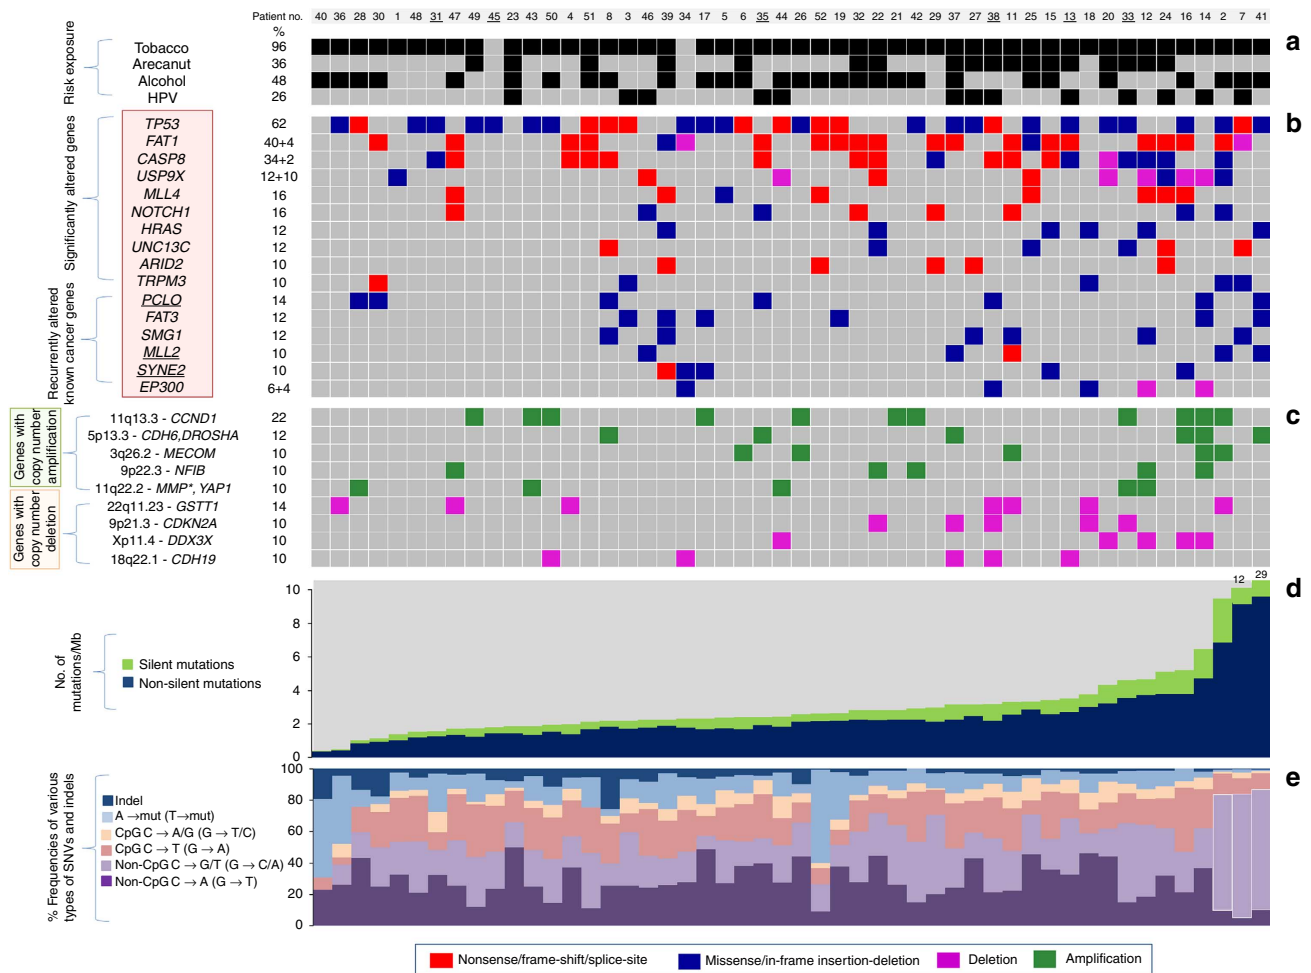 Patient no. 40 36 28 30 1 48 31 47 49 45 23 43 50 4 51 8 3 46 39 34 17 5 6 35 44 26 52 19 32 22 21 42 29 37 27 38 11 25 15 13 18 20 33 12 24 16 14 2 7 41
%
a
Risk exposure
Tobacco 96
Arecanut 36
Alcohol 48
HPV 26
b
Significantly altered genes
TP53 62
FAT1 40+4
CASP8 34+2
USP9X 12+10
MLL4 16
NOTCH1 16
HRAS 12
UNC13C 12
ARID2 10
TRPM3 10
Recurrently altered
known cancer genes
PCLO 14
FAT3 12
SMG1 12
MLL2 10
SYNE2 10
EP300 6+4
c
Genes with
copy number
amplification
11q13.3 - CCND1 22
5p13.3 - CDH6,DROSHA 12
3q26.2 - MECOM 10
9p22.3 - NFIB 10
11q22.2 - MMP*, YAP1 10
Genes with
copy number
deletion
22q11.23 - GSTT1 14
9p21.3 - CDKN2A 10
Xp11.4 - DDX3X 10
18q22.1 - CDH19 10
d
No. of
mutations/Mb
Silent mutations
Non-silent mutations
10
8
6
4
2
0
12
29
e
% Frequencies of various
types of SNVs and indels
Indel
A →mut (T→mut)
CpG C → A/G (G → T/C)
CpG C → T (G → A)
Non-CpG C → G/T (G → C/A)
Non-CpG C → A (G → T)
100
80
60
40
20
0
Nonsense/frame-shift/splice-site
Missense/in-frame insertion-deletion
Deletion
Amplification